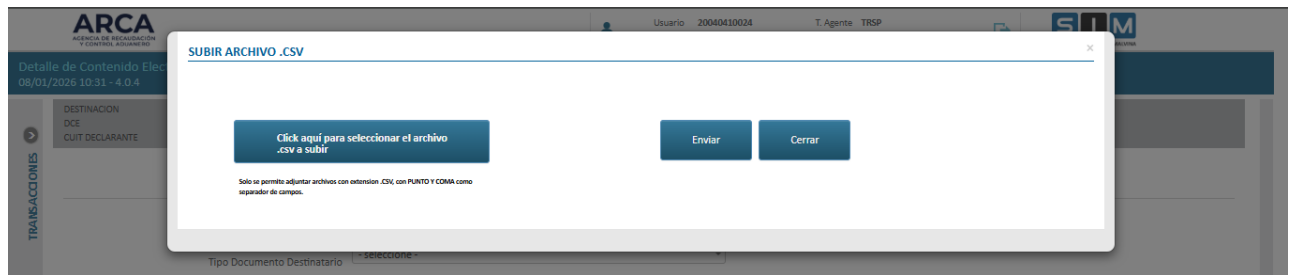 ARCA
AGENCIA DE RECAUDACIÓN
Y CONTROL ADUANERO
Usuario 20040410024 T. Agente TRSP
SIM
Detalle de Contenido Elec
08/01/2026 10:31 - 4.0.4
SUBIR ARCHIVO .CSV
×
DESTINACION
DCE
CUIT DECLARANTE
TRANSACCIONES
Click aquí para seleccionar el archivo
.csv a subir
Enviar
Cerrar
Solo se permite adjuntar archivos con extension .CSV, con PUNTO Y COMA como
separador de campos.
Tipo Documento Destinatario - seleccione -